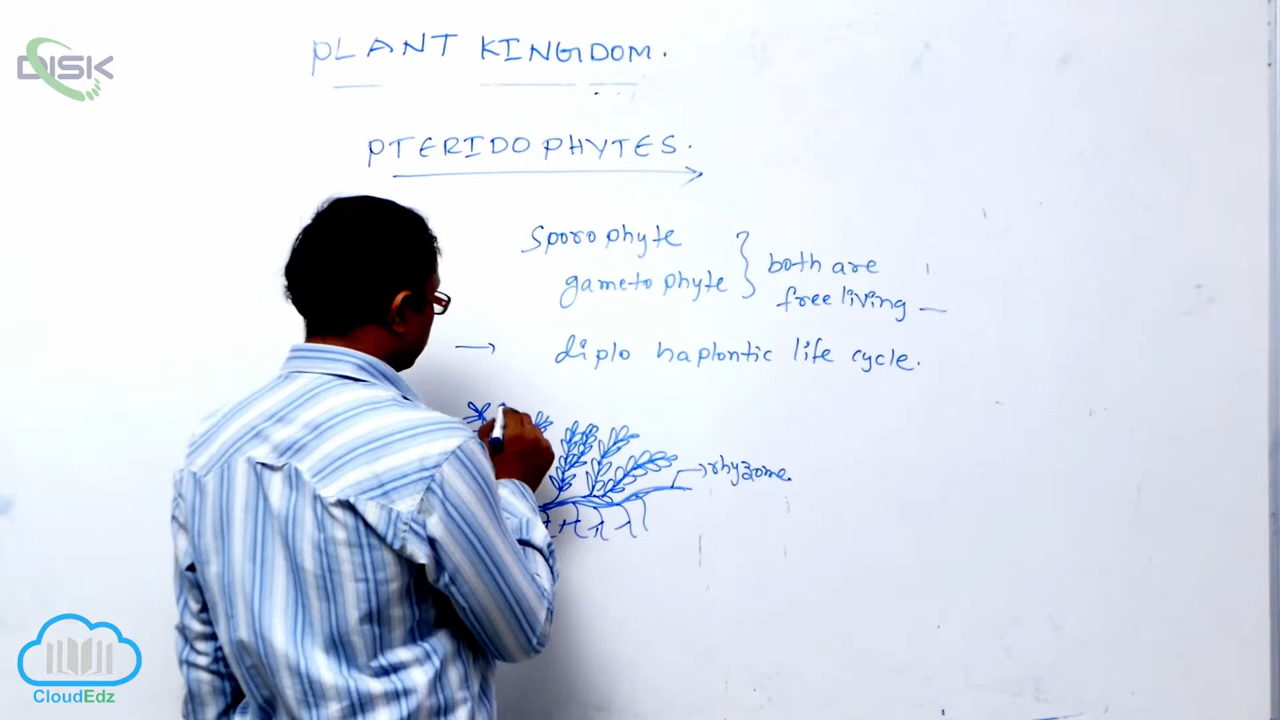 DISK
PLANT KINGDOM.
PTERIDOPHYTES.
Sporophyte
gametophyte
both are
free living
diplo haplontic life cycle.
rhyzome
CloudEdz